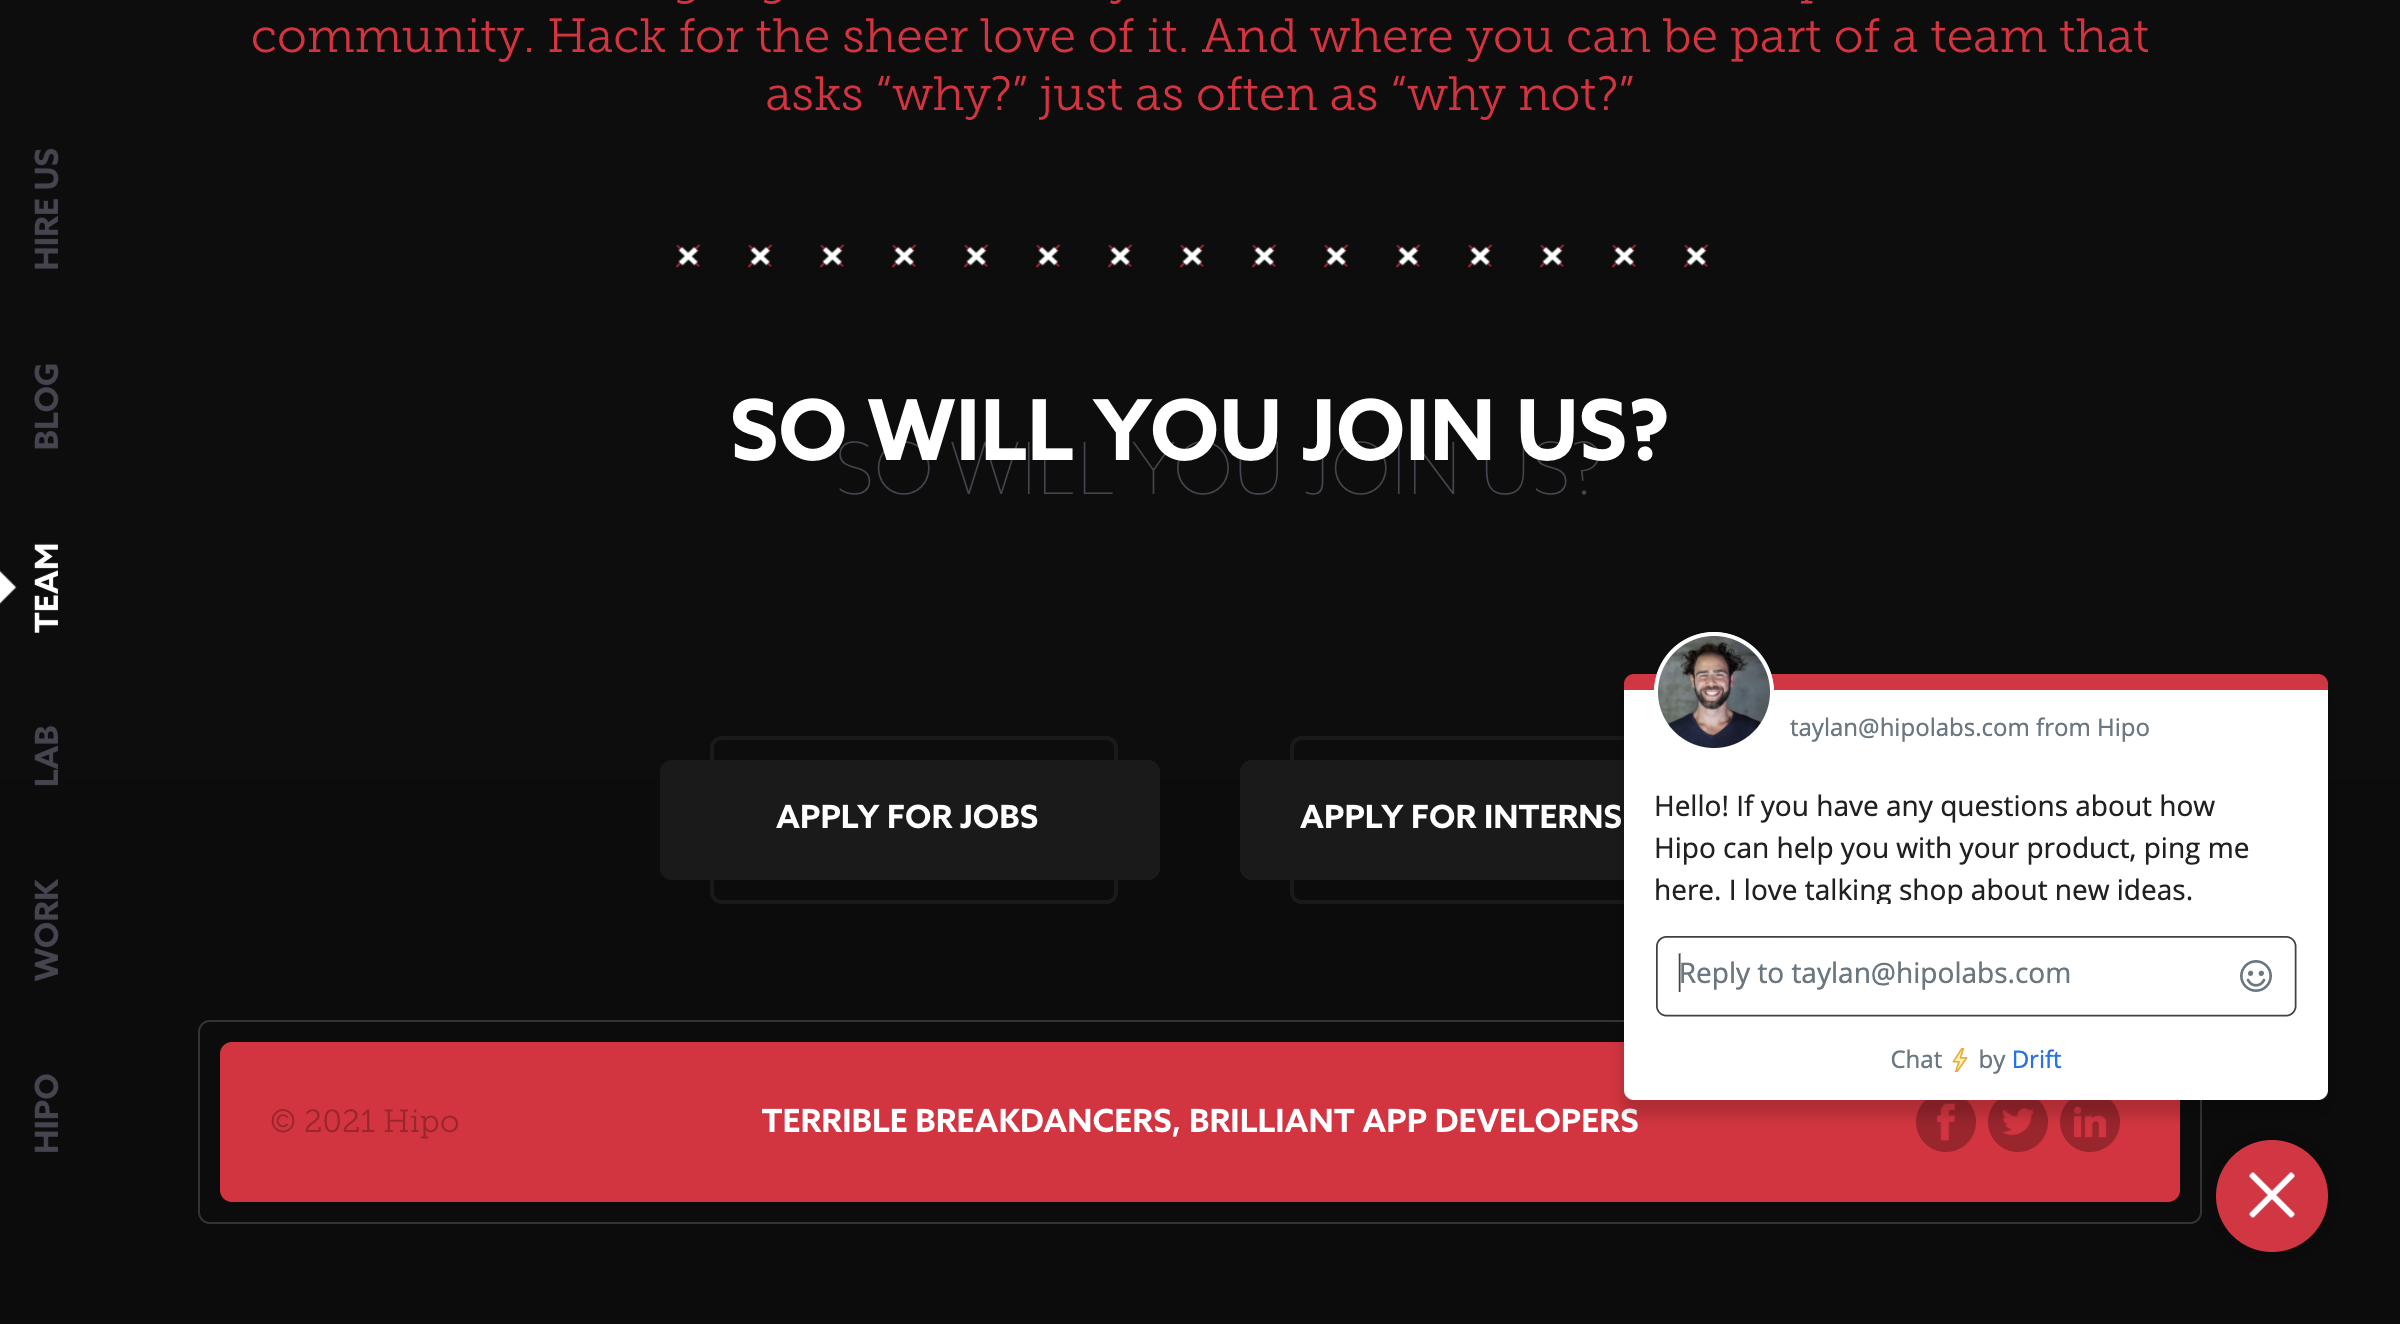 community. Hack for the sheer love of it. And where you can be part of a team that
asks “why?” just as often as “why not?”
HIRE US
BLOG
TEAM
LAB
WORK
HIPO
SO WILL YOU JOIN US?
SO WILL YOU JOIN US?
APPLY FOR JOBS
APPLY FOR INTERNS
taylan@hipolabs.com from Hipo
Hello! If you have any questions about how
Hipo can help you with your product, ping me
here. I love talking shop about new ideas.
Reply to taylan@hipolabs.com
Chat ⚡ by Drift
© 2021 Hipo
TERRIBLE BREAKDANCERS, BRILLIANT APP DEVELOPERS